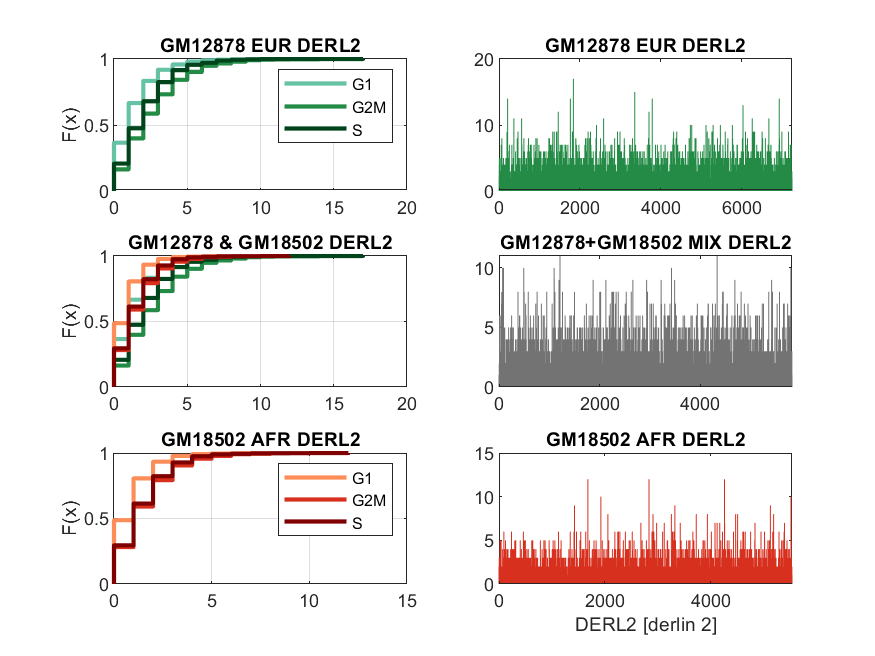 GM12878 EUR DERL2
1
0.5
0
F(x)
0 5 10 15 20
G1
G2M
S
GM12878 EUR DERL2
20
10
0
0 2000 4000 6000
GM12878 & GM18502 DERL2
1
0.5
0
F(x)
0 5 10 15 20
GM12878+GM18502 MIX DERL2
10
5
0
0 2000 4000
GM18502 AFR DERL2
1
0.5
0
F(x)
0 5 10 15
G1
G2M
S
GM18502 AFR DERL2
15
10
5
0
0 2000 4000
DERL2 [derlin 2]